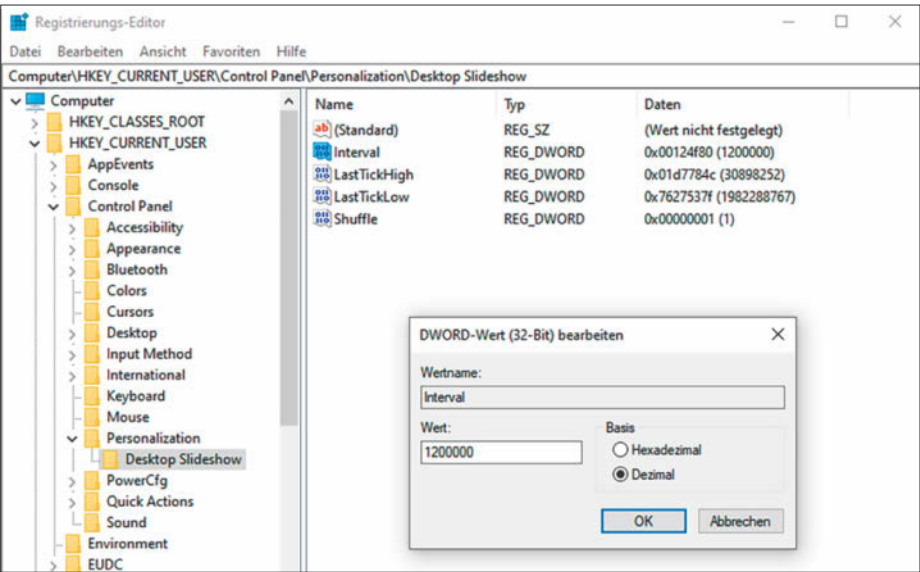 Registrierungs-Editor
Datei Bearbeiten Ansicht Favoriten Hilfe
Computer\HKEY_CURRENT_USER\Control Panel\Personalization\Desktop Slideshow
Computer
HKEY_CLASSES_ROOT
HKEY_CURRENT_USER
AppEvents
Console
Control Panel
Accessibility
Appearance
Bluetooth
Colors
Cursors
Desktop
Input Method
International
Keyboard
Mouse
Personalization
Desktop Slideshow
PowerCfg
Quick Actions
Sound
Environment
EUDC
Name Typ Daten
(Standard) REG_SZ (Wert nicht festgelegt)
Interval REG_DWORD 0x00124f80 (1200000)
LastTickHigh REG_DWORD 0x01d7784c (30898252)
LastTickLow REG_DWORD 0x7627537f (1982288767)
Shuffle REG_DWORD 0x00000001 (1)
DWORD-Wert (32-Bit) bearbeiten
Wertname:
Interval
Wert:
1200000
Basis
Hexadezimal
Dezimal
OK Abbrechen